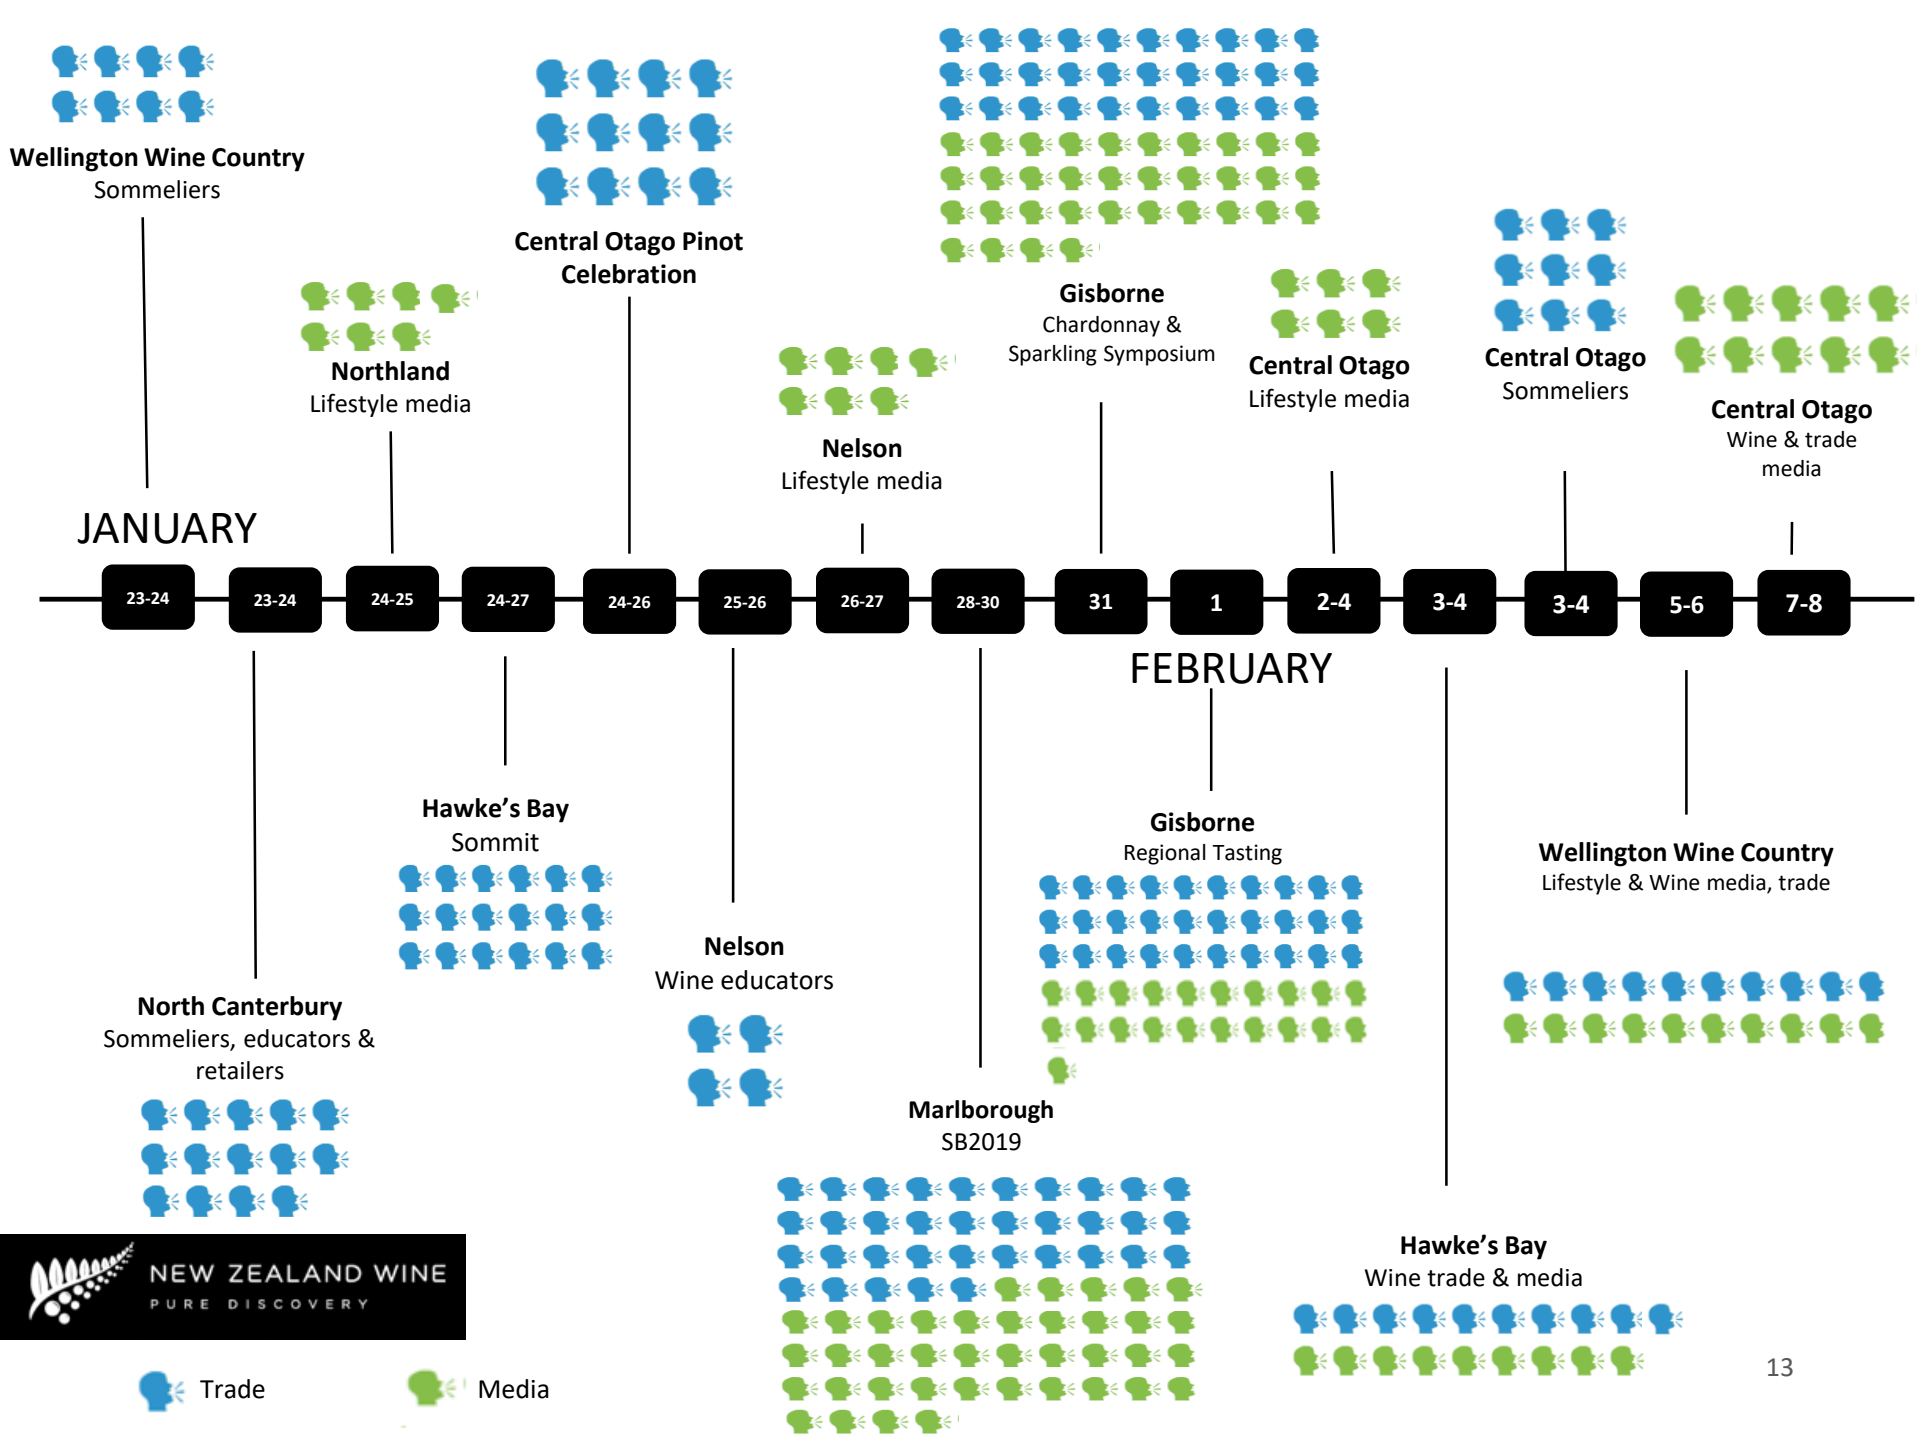 Wellington Wine Country
Sommeliers
Northland
Lifestyle media
Central Otago Pinot
Celebration
Nelson
Lifestyle media
Gisborne
Chardonnay &
Sparkling Symposium
Central Otago
Lifestyle media
Central Otago
Sommeliers
Central Otago
Wine & trade
media
JANUARY
23-24
23-24
24-25
24-27
24-26
25-26
26-27
28-30
31
1
2-4
3-4
3-4
5-6
7-8
FEBRUARY
North Canterbury
Sommeliers, educators &
retailers
Hawke’s Bay
Sommit
Nelson
Wine educators
Marlborough
SB2019
Gisborne
Regional Tasting
Hawke’s Bay
Wine trade & media
Wellington Wine Country
Lifestyle & Wine media, trade
NEW ZEALAND WINE
PURE DISCOVERY
Trade
Media
13